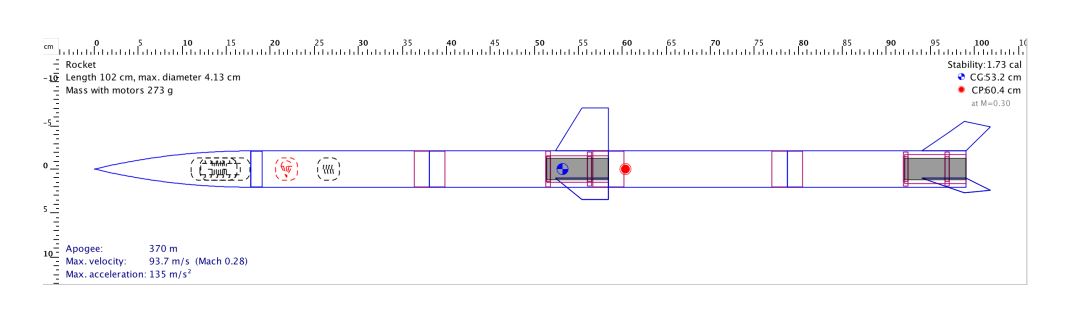 cm 0 5 10 15 20 25 30 35 40 45 50 55 60 65 70 75 80 85 90 95 100 10
Rocket
Stability:1.73 cal
Length 102 cm, max. diameter 4.13 cm
CG:53.2 cm
Mass with motors 273 g
CP:60.4 cm
at M=0.30
-10
-5
0
5
10
Apogee: 370 m
Max. velocity: 93.7 m/s (Mach 0.28)
Max. acceleration: 135 m/s²